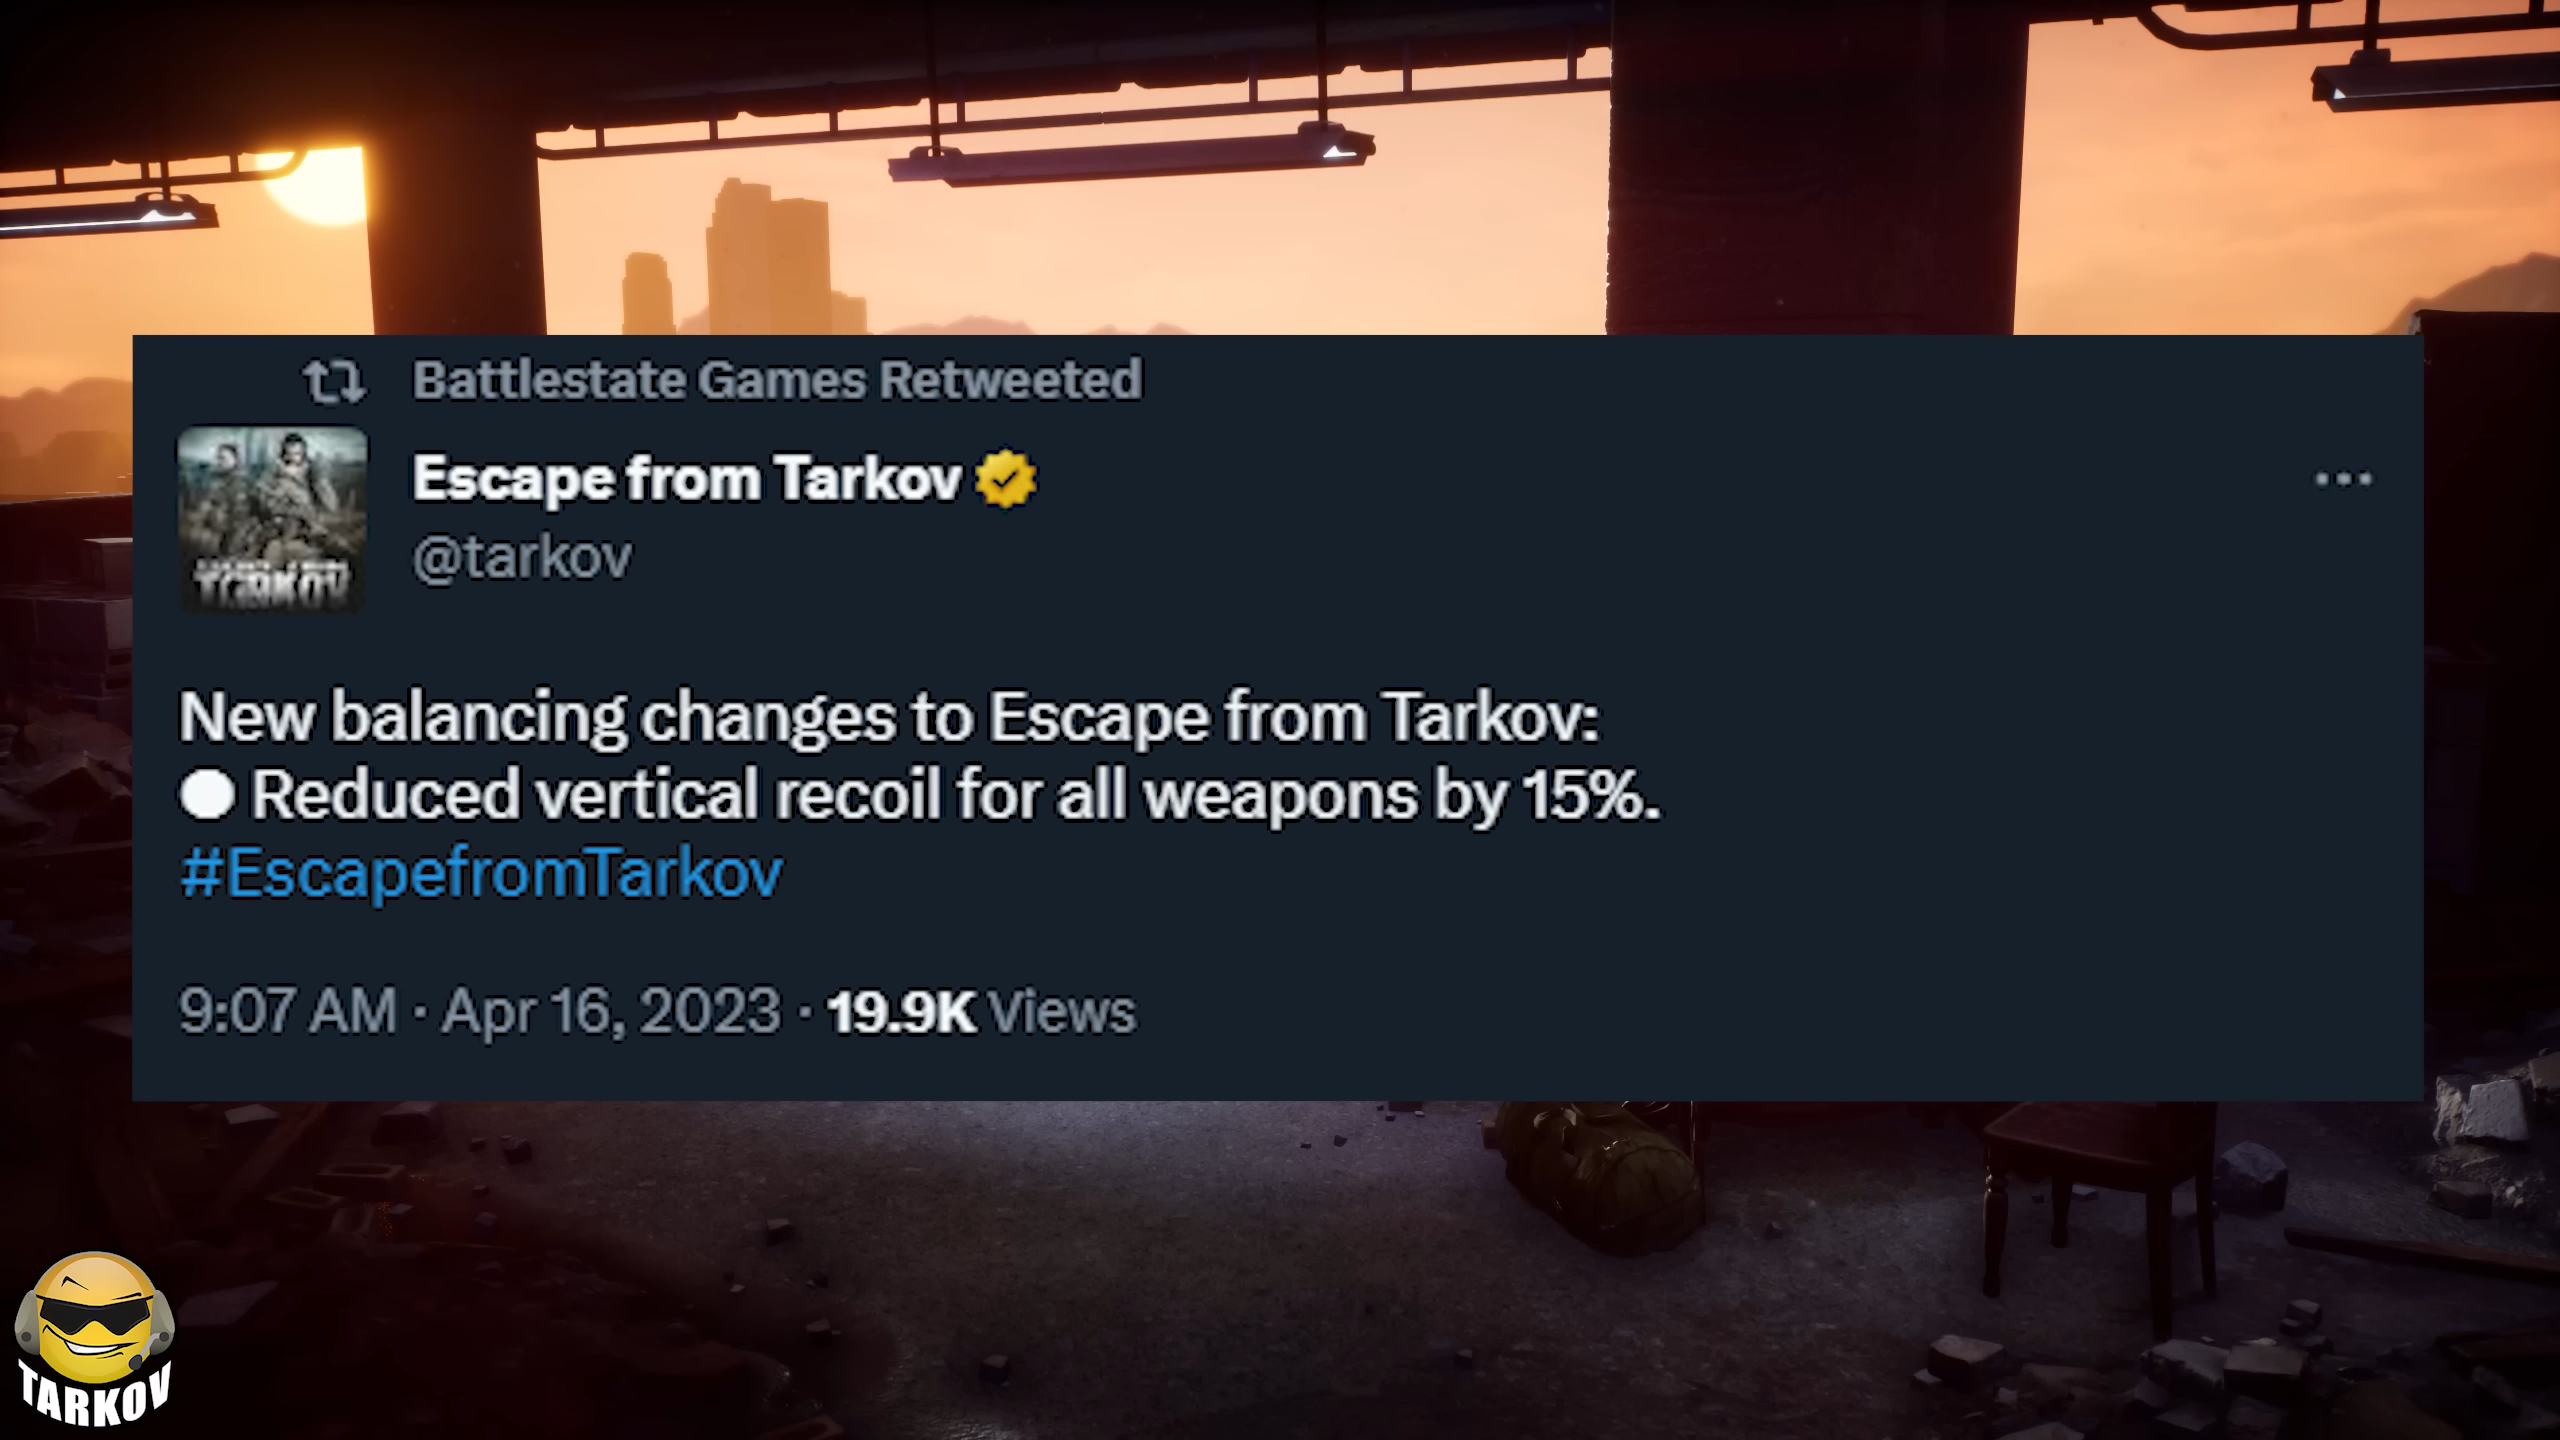 Battlestate Games Retweeted
Escape from Tarkov
@tarkov
New balancing changes to Escape from Tarkov:
● Reduced vertical recoil for all weapons by 15%.
#EscapefromTarkov
9:07 AM · Apr 16, 2023 · 19.9K Views
TARKOV
TARKOV